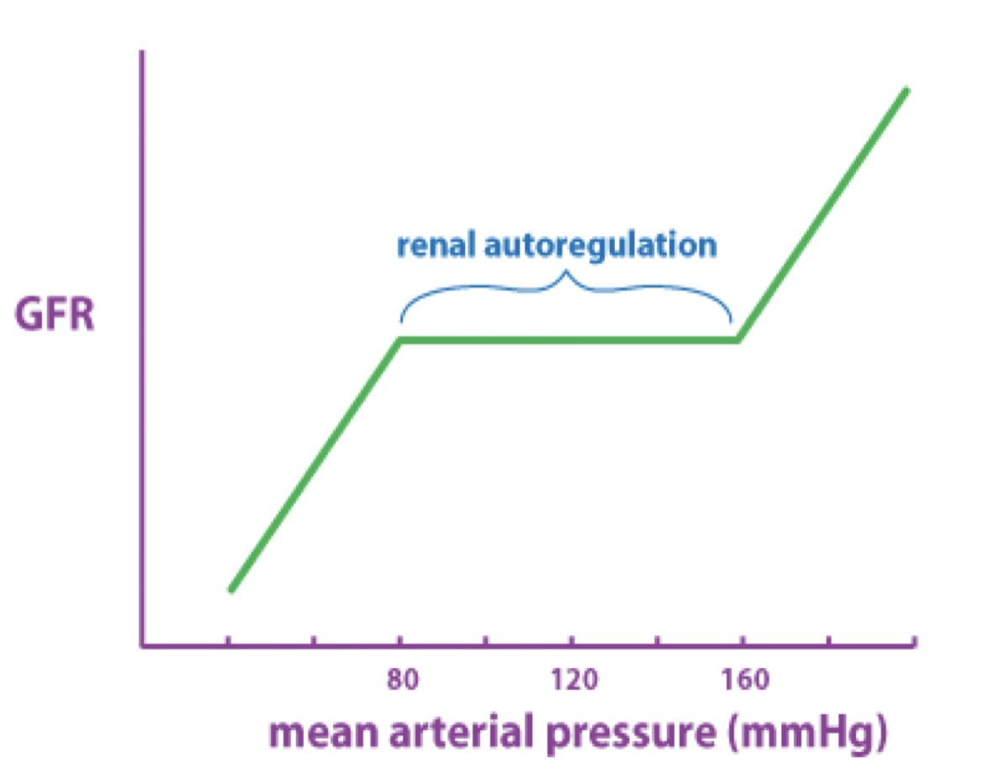 renal autoregulation
GFR
80 120 160
mean arterial pressure (mmHg)